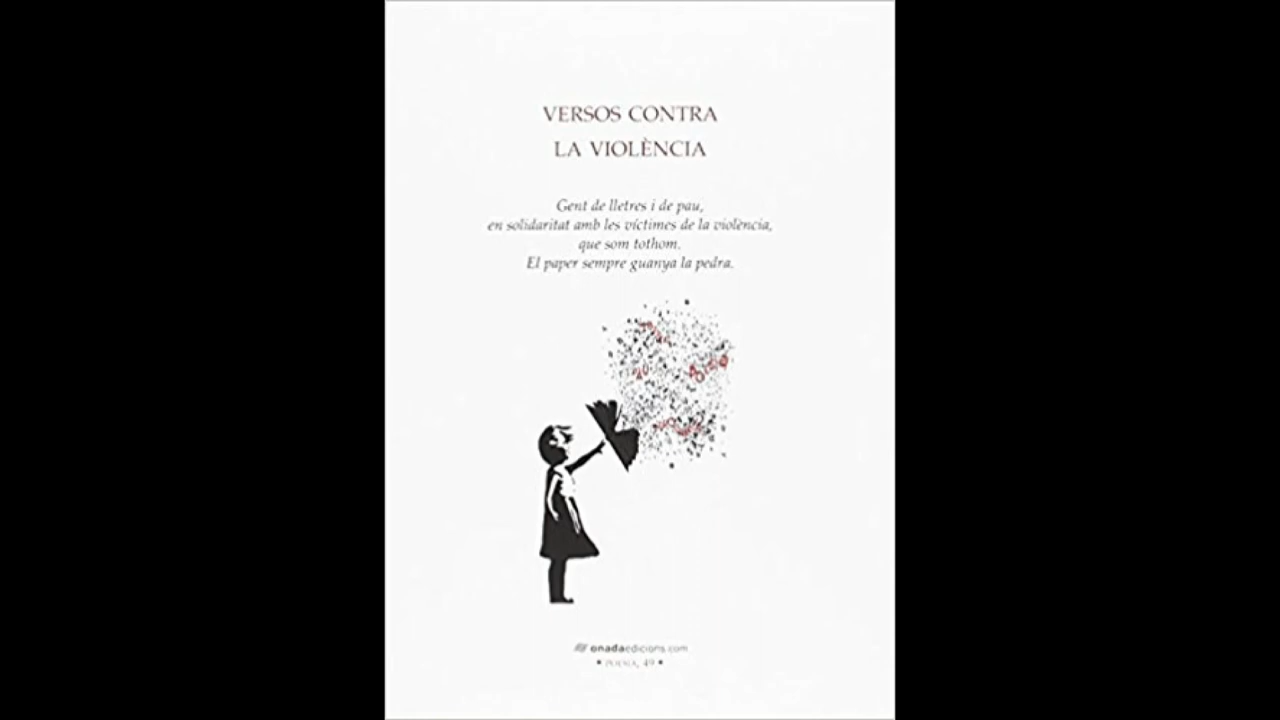 VERSOS CONTRA
LA VIOLÈNCIA
Gent de lletres i de pau,
en solidaritat amb les víctimes de la violència,
que som tothom.
El paper sempre guanya la pedra.
onadaedicions.com
• POESIA, 49 •